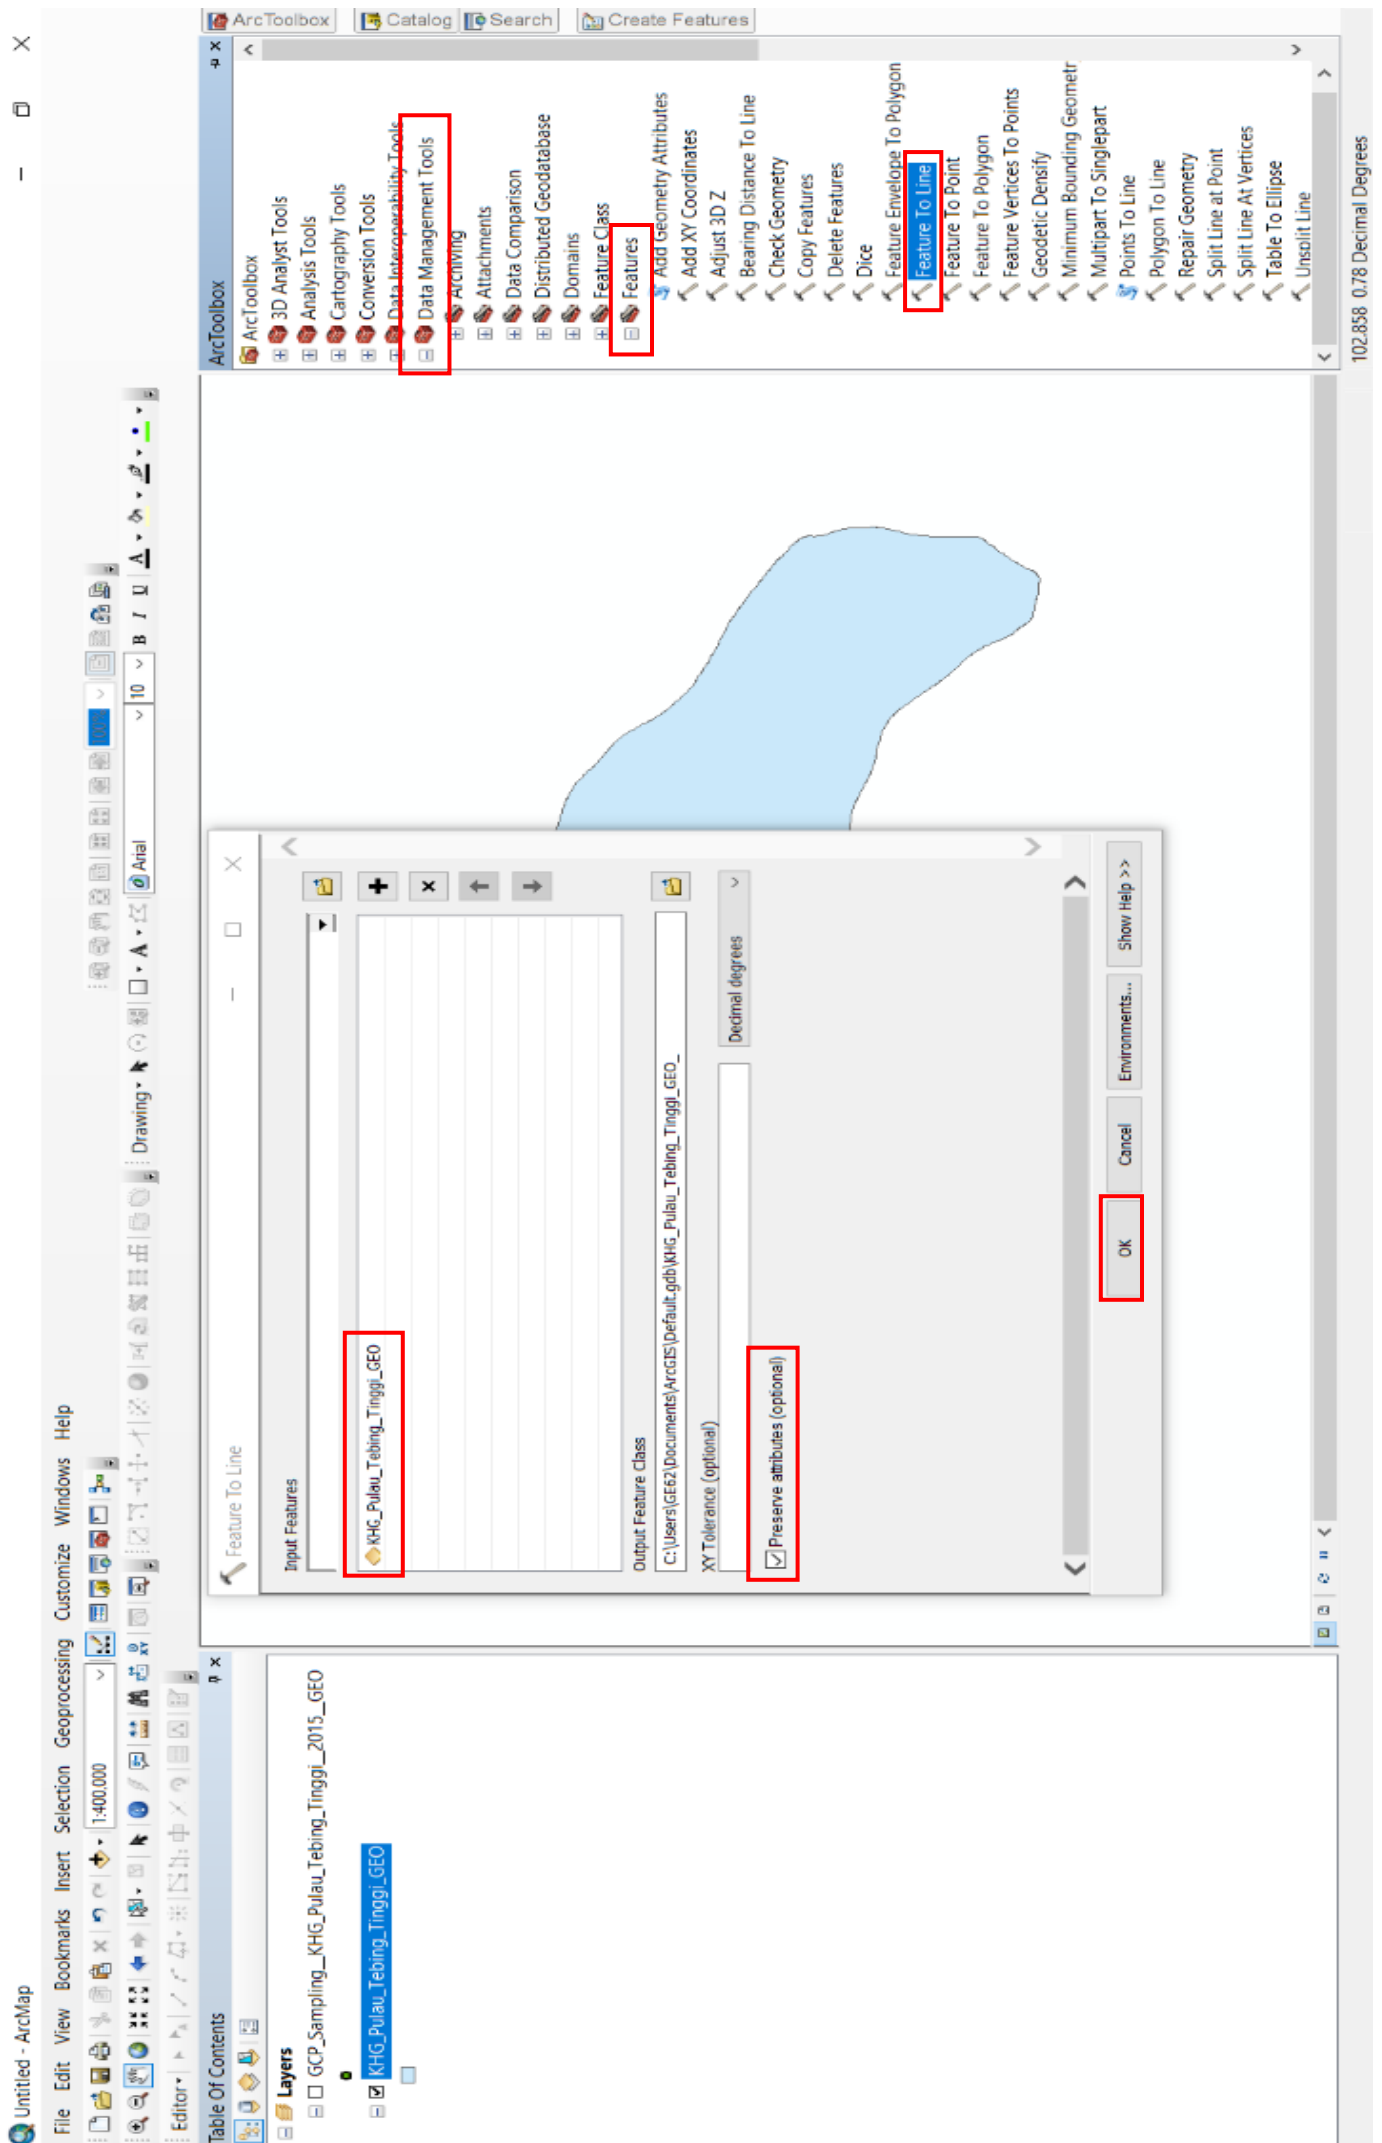 Untitled - ArcMap
File Edit View Bookmarks Insert Selection Geoprocessing Customize Windows Help
1:400.000
100%
Editor
Drawing
A
Arial
10
B I U A
Table Of Contents
Layers
GCP_Sampling__KHG_Pulau_Tebing_Tinggi_2015_GEO
KHG_Pulau_Tebing_Tinggi_GEO
Feature To Line
Input Features
KHG_Pulau_Tebing_Tinggi_GEO
Output Feature Class
C:\Users\GE62\Documents\ArcGIS\Default.gdb\KHG_Pulau_Tebing_Tinggi_GEO_
XY Tolerance (optional)
Decimal degrees
Preserve attributes (optional)
OK
Cancel
Environments...
Show Help >>
ArcToolbox
ArcToolbox
3D Analyst Tools
Analysis Tools
Cartography Tools
Conversion Tools
Data Interoperability Tools
Data Management Tools
Archiving
Attachments
Data Comparison
Distributed Geodatabase
Domains
Feature Class
Features
Add Geometry Attributes
Add XY Coordinates
Adjust 3D Z
Bearing Distance To Line
Check Geometry
Copy Features
Delete Features
Dice
Feature Envelope To Polygon
Feature To Line
Feature To Point
Feature To Polygon
Feature Vertices To Points
Geodetic Densify
Minimum Bounding Geometr
Multipart To Singlepart
Points To Line
Polygon To Line
Repair Geometry
Split Line at Point
Split Line At Vertices
Table To Ellipse
Unsplit Line
ArcToolbox
Catalog
Search
Create Features
102.858 0.78 Decimal Degrees